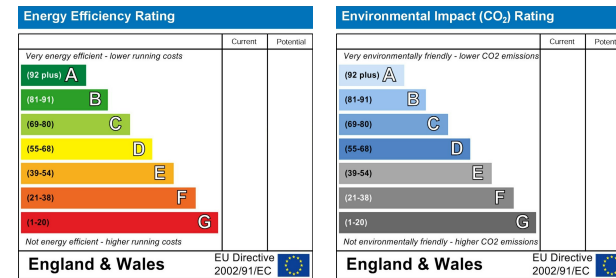 Energy Efficiency Rating
Current Potential
Very energy efficient - lower running costs
(92 plus) A
(81-91) B
(69-80) C
(55-68) D
(39-54) E
(21-38) F
(1-20) G
Not energy efficient - higher running costs
England & Wales
EU Directive
2002/91/EC
Environmental Impact (CO₂) Rating
Current Potent
Very environmentally friendly - lower CO2 emissions
(92 plus) A
(81-91) B
(69-80) C
(55-68) D
(39-54) E
(21-38) F
(1-20) G
Not environmentally friendly - higher CO2 emissions
England & Wales
EU Directive
2002/91/EC